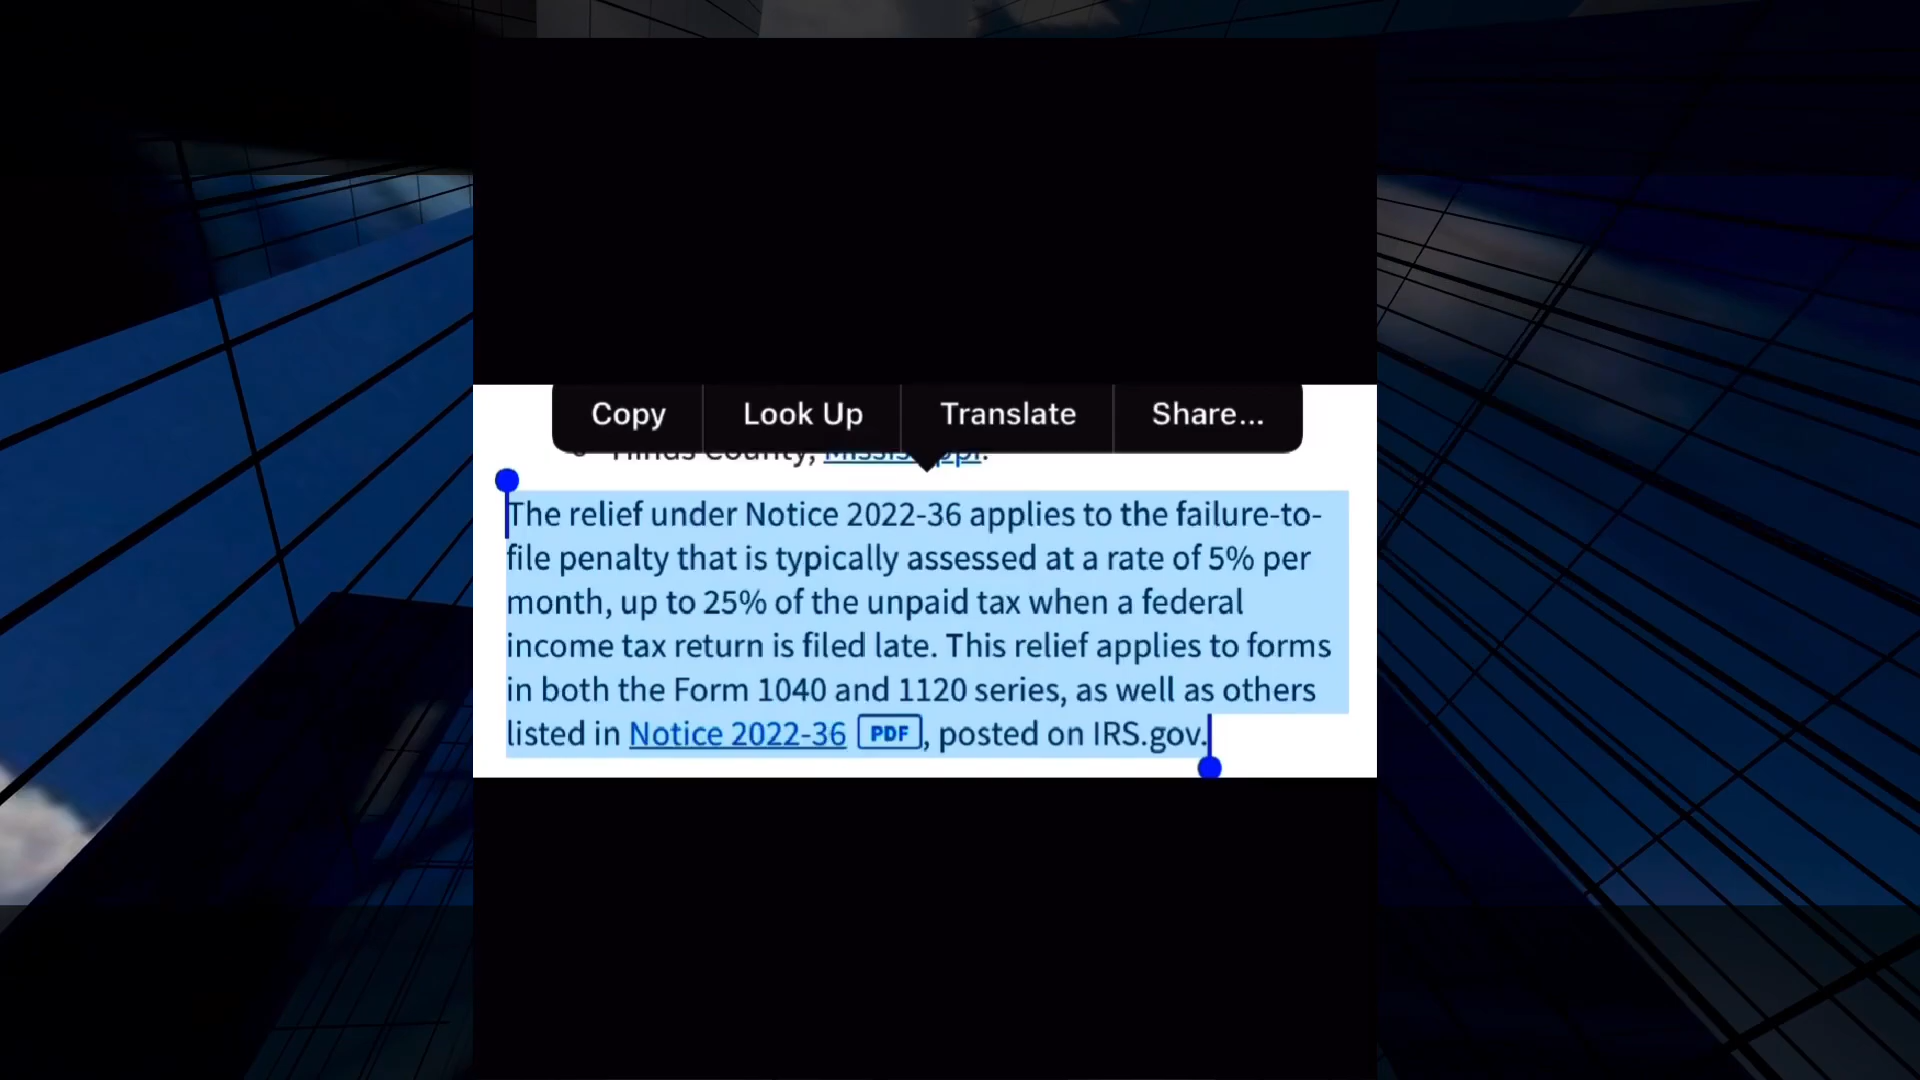 Copy Look Up Translate Share...
Hinds County, Mississippi.
The relief under Notice 2022-36 applies to the failure-to-
file penalty that is typically assessed at a rate of 5% per
month, up to 25% of the unpaid tax when a federal
income tax return is filed late. This relief applies to forms
in both the Form 1040 and 1120 series, as well as others
listed in Notice 2022-36 PDF, posted on IRS.gov.